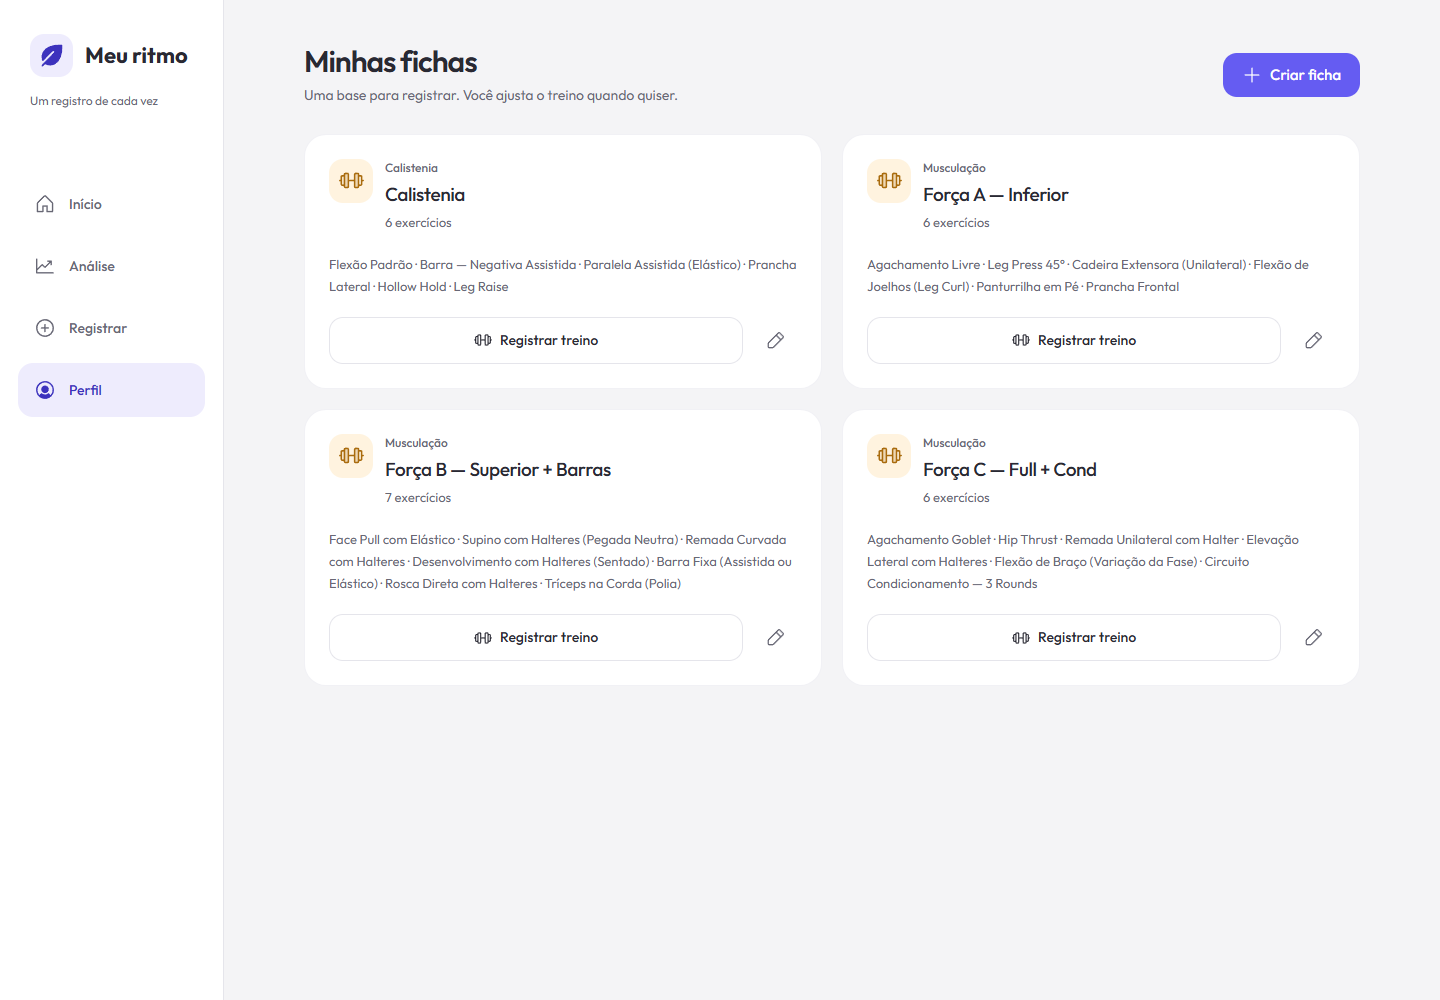 Meu ritmo
Um registro de cada vez
Início
Análise
Registrar
Perfil
Minhas fichas
Uma base para registrar. Você ajusta o treino quando quiser.
Criar ficha
Calistenia
Calistenia
6 exercícios
Flexão Padrão · Barra — Negativa Assistida · Paralela Assistida (Elástico) · Prancha
Lateral · Hollow Hold · Leg Raise
Registrar treino
Musculação
Força A — Inferior
6 exercícios
Agachamento Livre · Leg Press 45° · Cadeira Extensora (Unilateral) · Flexão de
Joelhos (Leg Curl) · Panturrilha em Pé · Prancha Frontal
Registrar treino
Musculação
Força B — Superior + Barras
7 exercícios
Face Pull com Elástico · Supino com Halteres (Pegada Neutra) · Remada Curvada
com Halteres · Desenvolvimento com Halteres (Sentado) · Barra Fixa (Assistida ou
Elástico) · Rosca Direta com Halteres · Tríceps na Corda (Polia)
Registrar treino
Musculação
Força C — Full + Cond
6 exercícios
Agachamento Goblet · Hip Thrust · Remada Unilateral com Halter · Elevação
Lateral com Halteres · Flexão de Braço (Variação da Fase) · Circuito
Condicionamento — 3 Rounds
Registrar treino